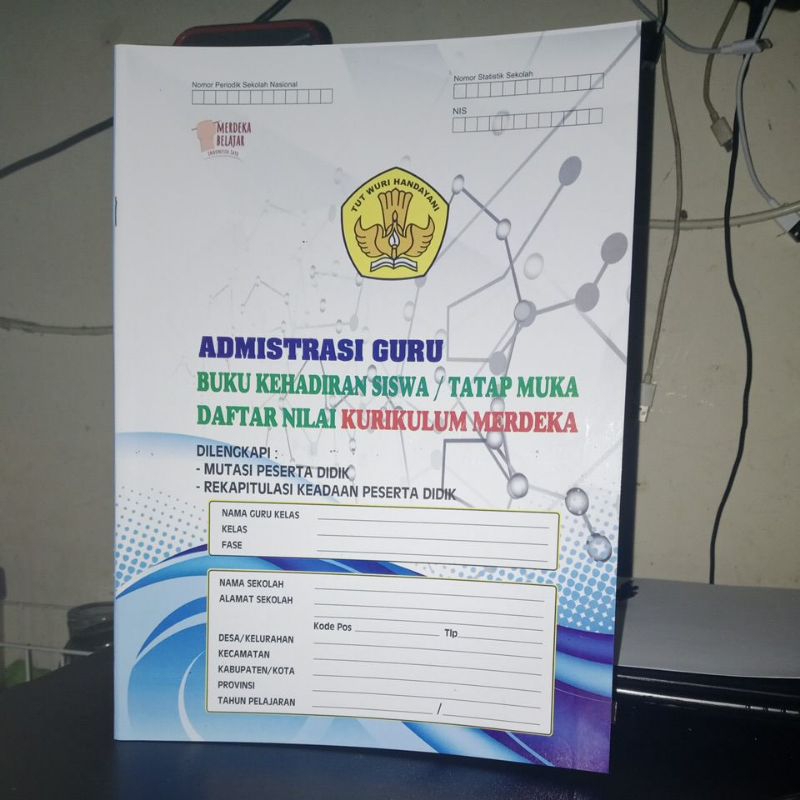 Nomor Periodik Sekolah Nasional
Nomor Statistik Sekolah
NIS
MERDEKA
BELAJAR
TUT WURI HANDAYANI
ADMISTRASI GURU
BUKU KEHADIRAN SISWA / TATAP MUKA
DAFTAR NILAI KURIKULUM MERDEKA
DILENGKAPI :
- MUTASI PESERTA DIDIK
- REKAPITULASI KEADAAN PESERTA DIDIK
NAMA GURU KELAS
KELAS
FASE
NAMA SEKOLAH
ALAMAT SEKOLAH
Kode Pos Tlp.
DESA/KELURAHAN
KECAMATAN
KABUPATEN/KOTA
PROVINSI
TAHUN PELAJARAN /